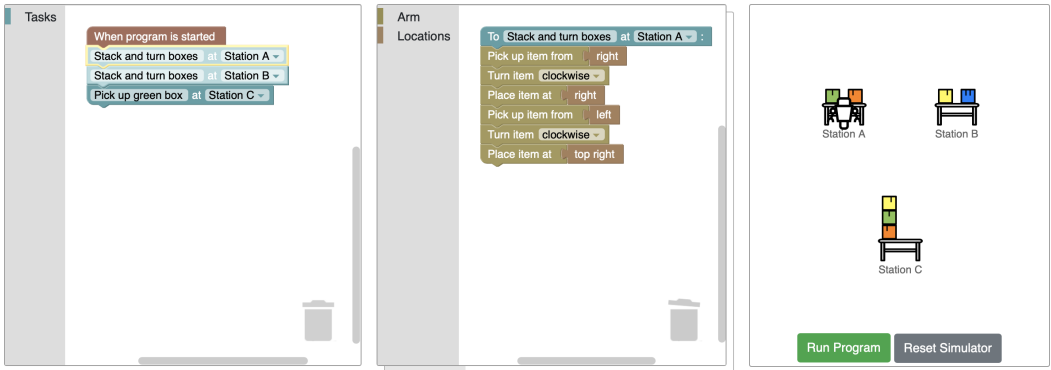 Tasks
When program is started
Stack and turn boxes at Station A
Stack and turn boxes at Station B
Pick up green box at Station C
Arm
Locations
To Stack and turn boxes at Station A :
Pick up item from right
Turn item clockwise
Place item at right
Pick up item from left
Turn item clockwise
Place item at top right
Station A
Station B
Station C
Run Program
Reset Simulator